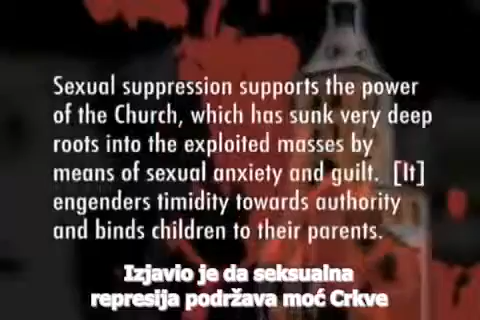 Sexual suppression supports the power
of the Church, which has sunk very deep
roots into the exploited masses by
means of sexual anxiety and guilt. [It]
engenders timidity towards authority
and binds children to their parents.
Izjavio je da seksualna
represija podržava moć Crkve